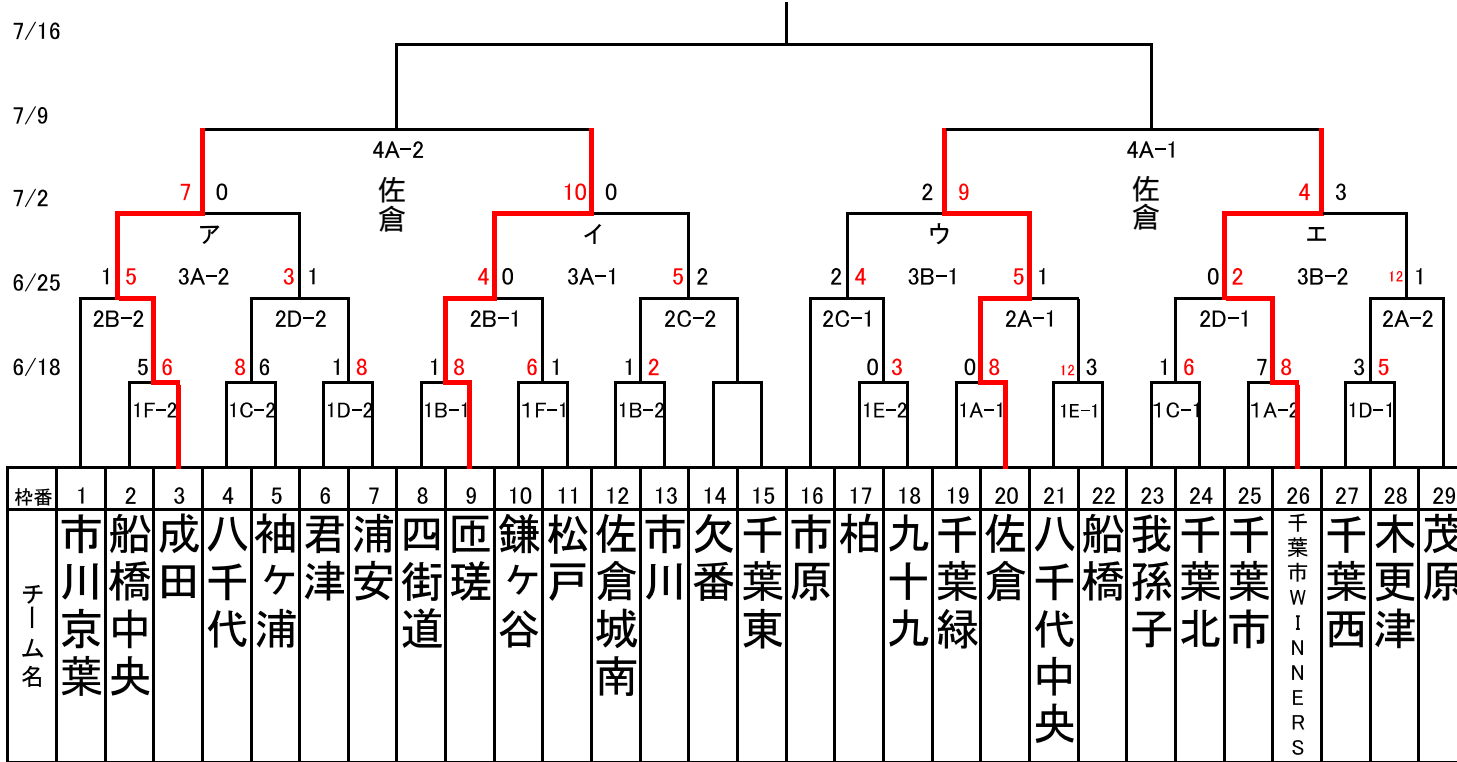 7/16
7/9
4A-2
4A-1
7/2
7 0
佐倉
10 0
2 9
佐倉
4 3
ア
イ
ウ
エ
6/25
1 5
3A-2
3 1
4 0
3A-1
5 2
2 4
3B-1
5 1
0 2
3B-2
12 1
2B-2
2D-2
2B-1
2C-2
2C-1
2A-1
2D-1
2A-2
6/18
5 6
8 6
1 8
1 8
6 1
1 2
0 3
0 8
12 3
1 6
7 8
3 5
1F-2
1C-2
1D-2
1B-1
1F-1
1B-2
1E-2
1A-1
1E-1
1C-1
1A-2
1D-1
枠番 1 2 3 4 5 6 7 8 9 10 11 12 13 14 15 16 17 18 19 20 21 22 23 24 25 26 27 28 29
チーム名
市川京葉
船橋中央
成田
八千代
袖ヶ浦
君津
浦安
四街道
匝瑳
鎌ヶ谷
松戸
佐倉城南
市川
欠番
千葉東
市原
柏
九十九
千葉緑
佐倉
八千代中央
船橋
我孫子
千葉北
千葉市
千葉市WINNERS
千葉西
木更津
茂原